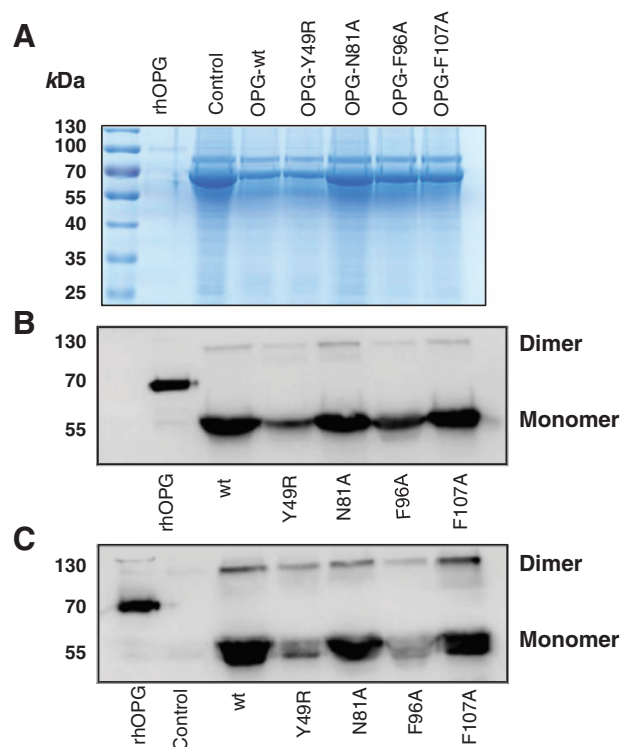 A
kDa
rhOPG
Control
OPG-wt
OPG-Y49R
OPG-N81A
OPG-F96A
OPG-F107A
130
100
70
55
40
35
25
B
130
70
55
Dimer
Monomer
rhOPG
wt
Y49R
N81A
F96A
F107A
C
130
70
55
Dimer
Monomer
rhOPG
Control
wt
Y49R
N81A
F96A
F107A